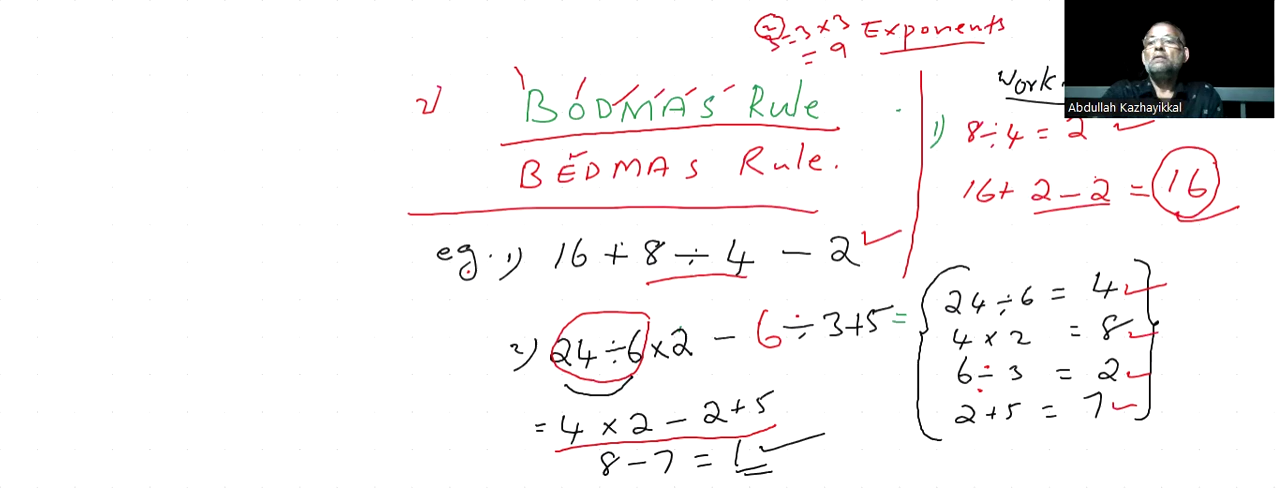 3² = 3×3 Exponents
= 9
2) BODMAS Rule
BEDMAS Rule.
eg. 1) 16 + 8 ÷ 4 - 2
2) 24÷6×2 - 6÷3+5 =
= 4 × 2 - 2+5
8-7 = 1
Work
Abdullah Kazhayikkal
1) 8÷4 = 2
16+ 2-2 = 16
24÷6 = 4
4 × 2 = 8
6÷3 = 2
2+5 = 7